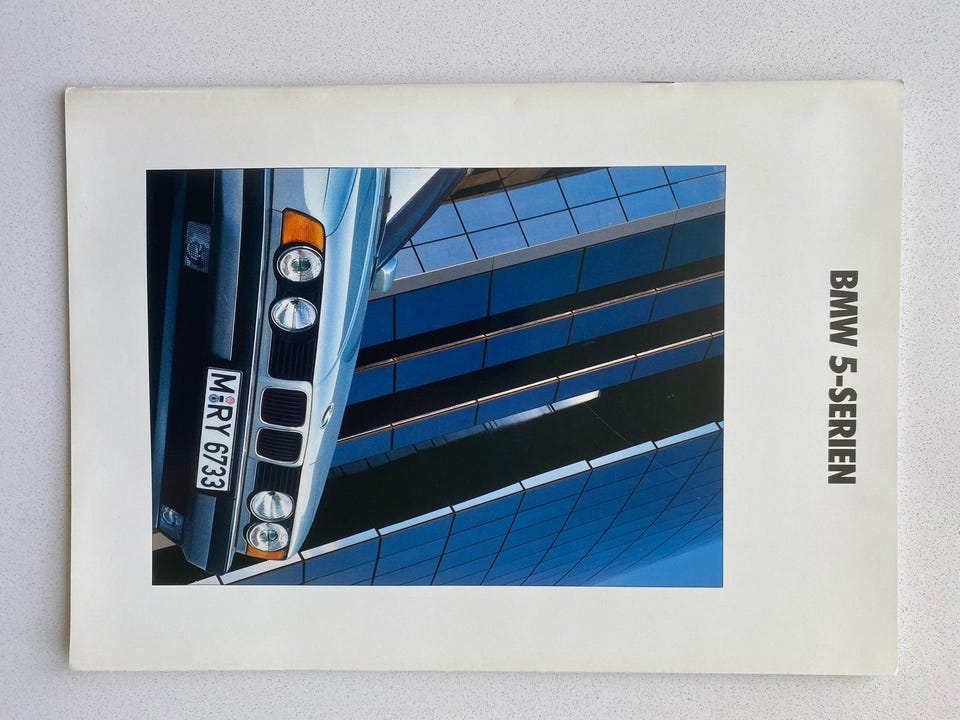 BMW 5-SERIEN
M-RY 6733